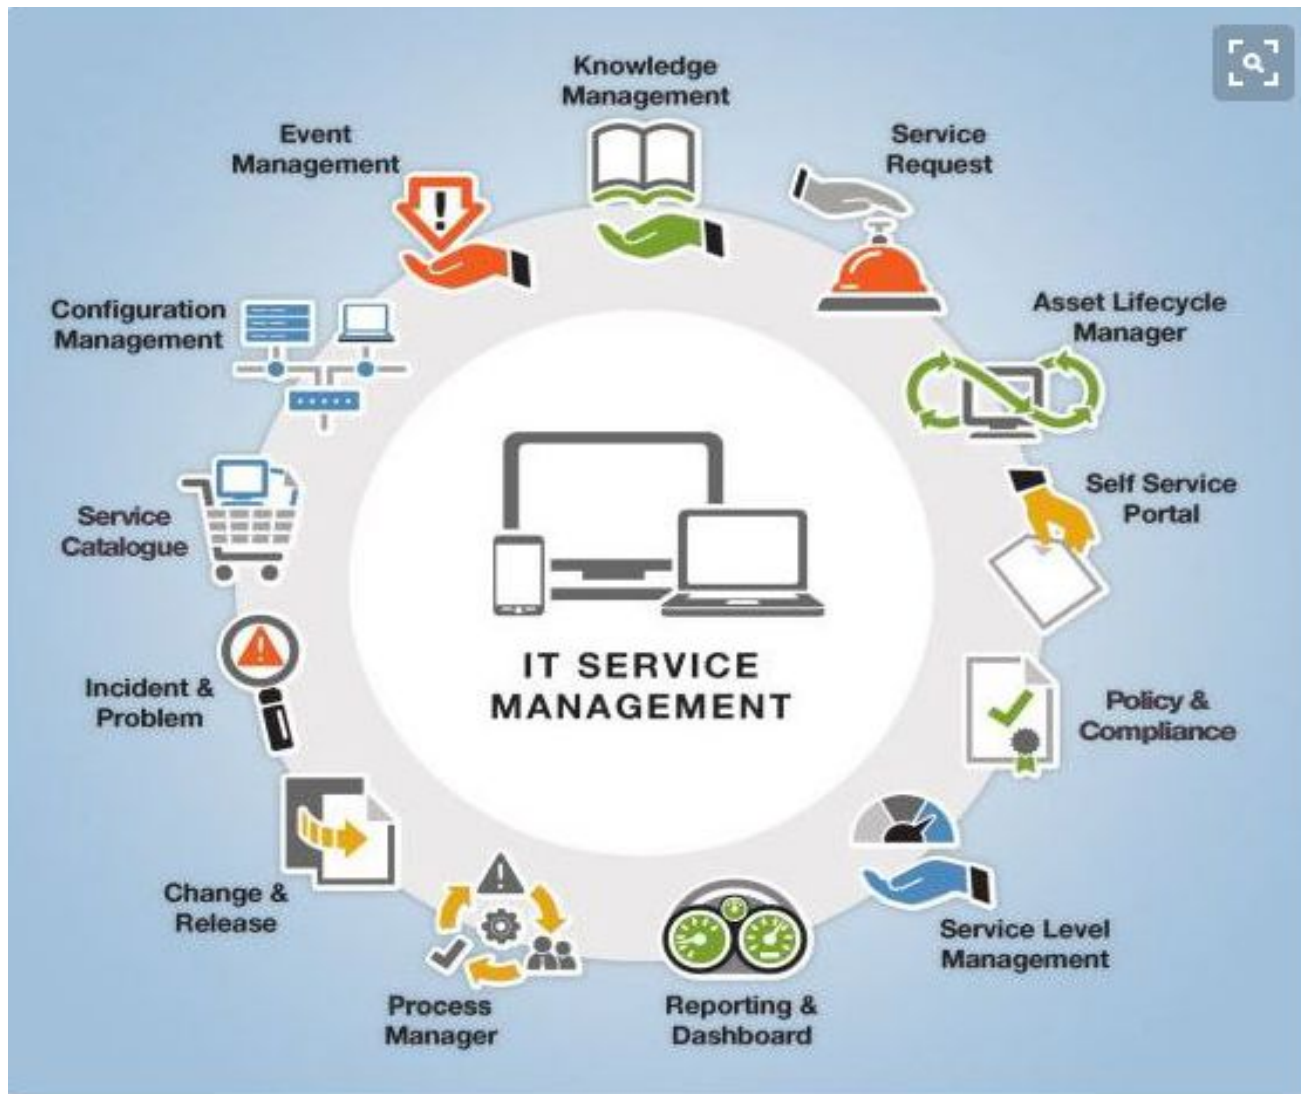 Knowledge
Management
Service
Request
Asset Lifecycle
Manager
Self Service
Portal
Policy &
Compliance
Service Level
Management
Reporting &
Dashboard
Process
Manager
Change &
Release
Incident &
Problem
Service
Catalogue
Configuration
Management
Event
Management
IT SERVICE
MANAGEMENT